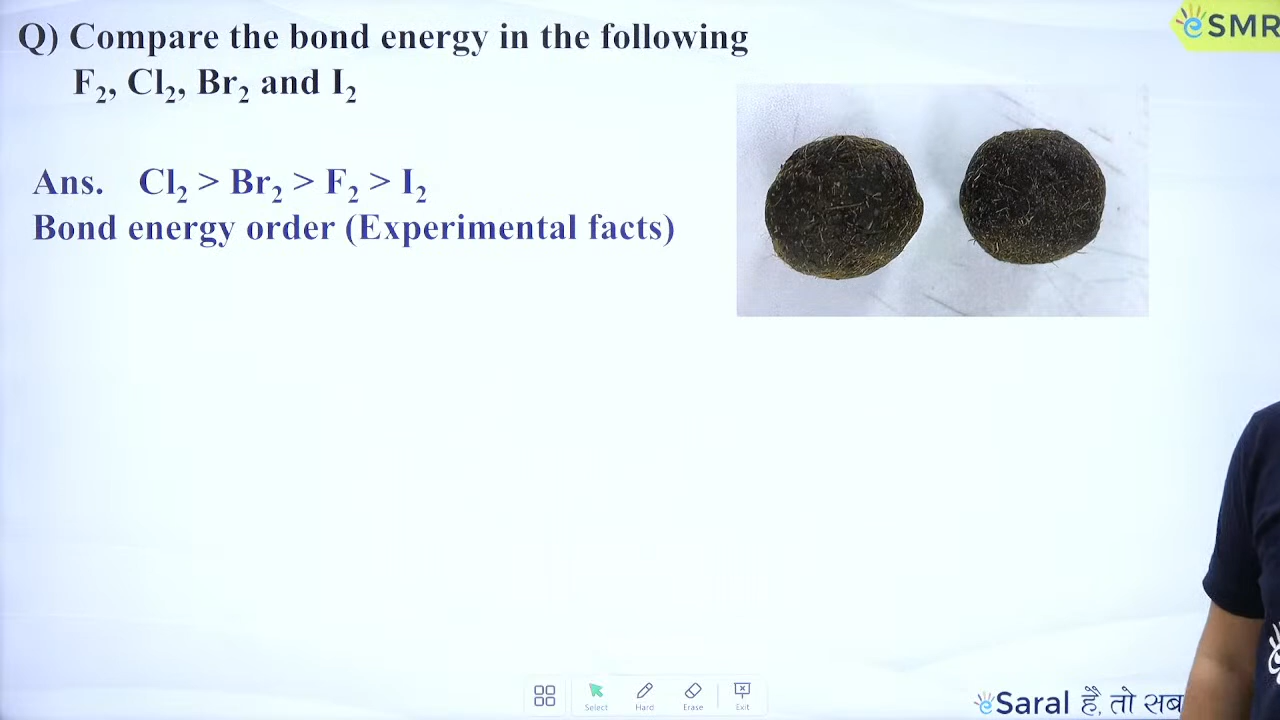 Q) Compare the bond energy in the following
F₂, Cl₂, Br₂ and I₂
Ans. Cl₂ > Br₂ > F₂ > I₂
Bond energy order (Experimental facts)
eSMR
Select Hard Erase Exit
eSaral है, तो सब